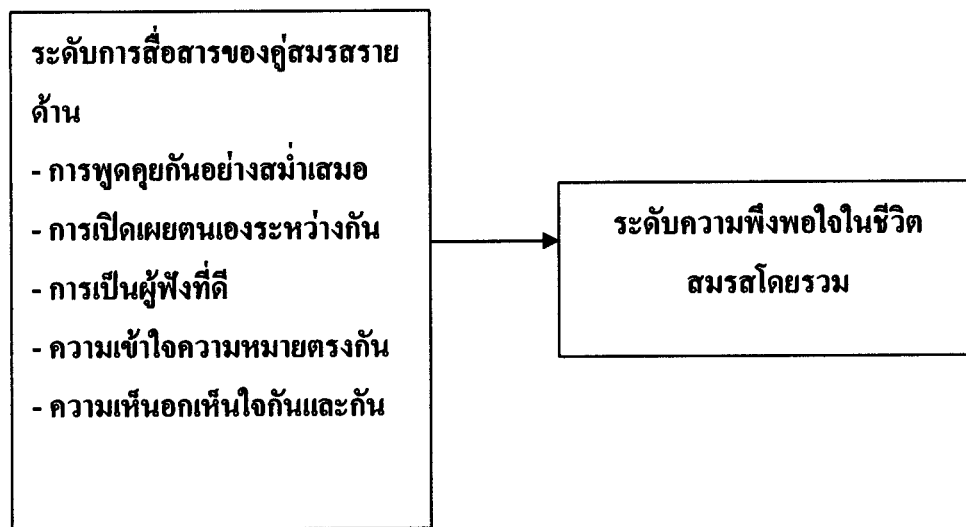 ระดับการสื่อสารของคู่สมรสราย
ด้าน
- การพูดคุยกันอย่างสม่ำเสมอ
- การเปิดเผยตนเองระหว่างกัน
- การเป็นผู้ฟังที่ดี
- ความเข้าใจความหมายตรงกัน
- ความเห็นอกเห็นใจกันและกัน
ระดับความพึงพอใจในชีวิต
สมรสโดยรวม